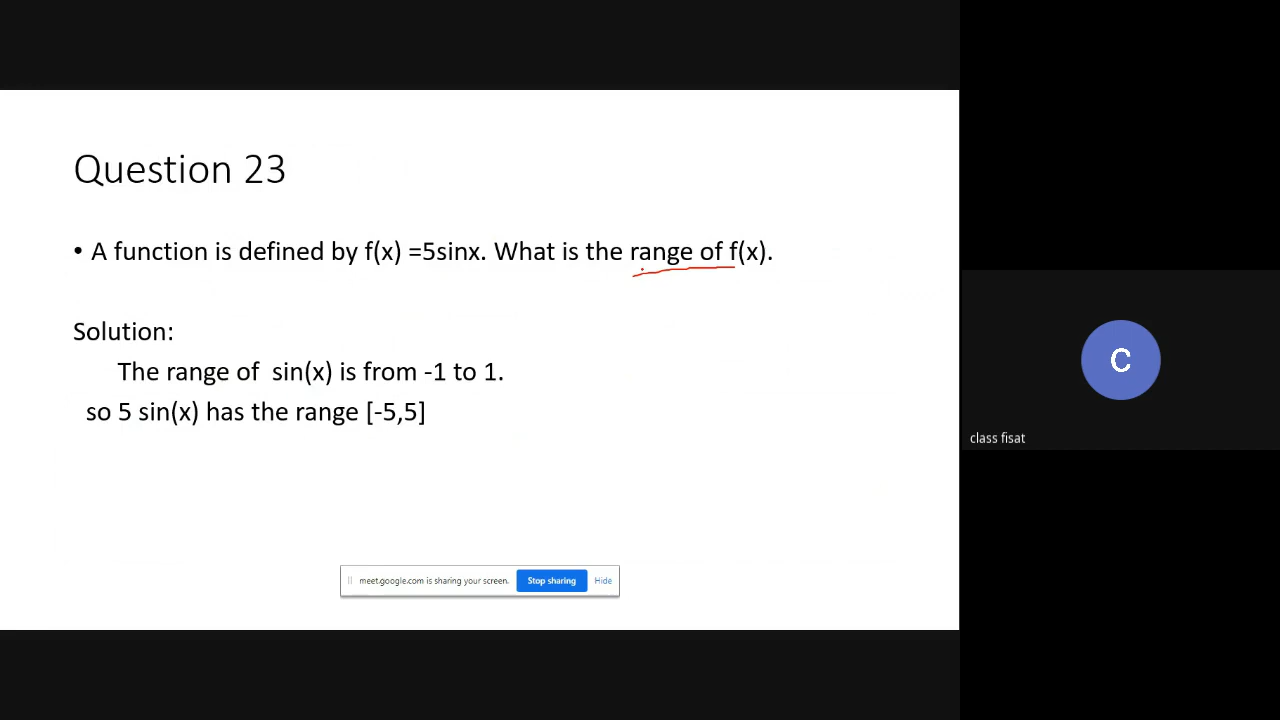 Question 23
• A function is defined by f(x) =5sinx. What is the range of f(x).
Solution:
The range of  sin(x) is from -1 to 1.
so 5 sin(x) has the range [-5,5]
meet.google.com is sharing your screen. Stop sharing Hide
C
class fisat